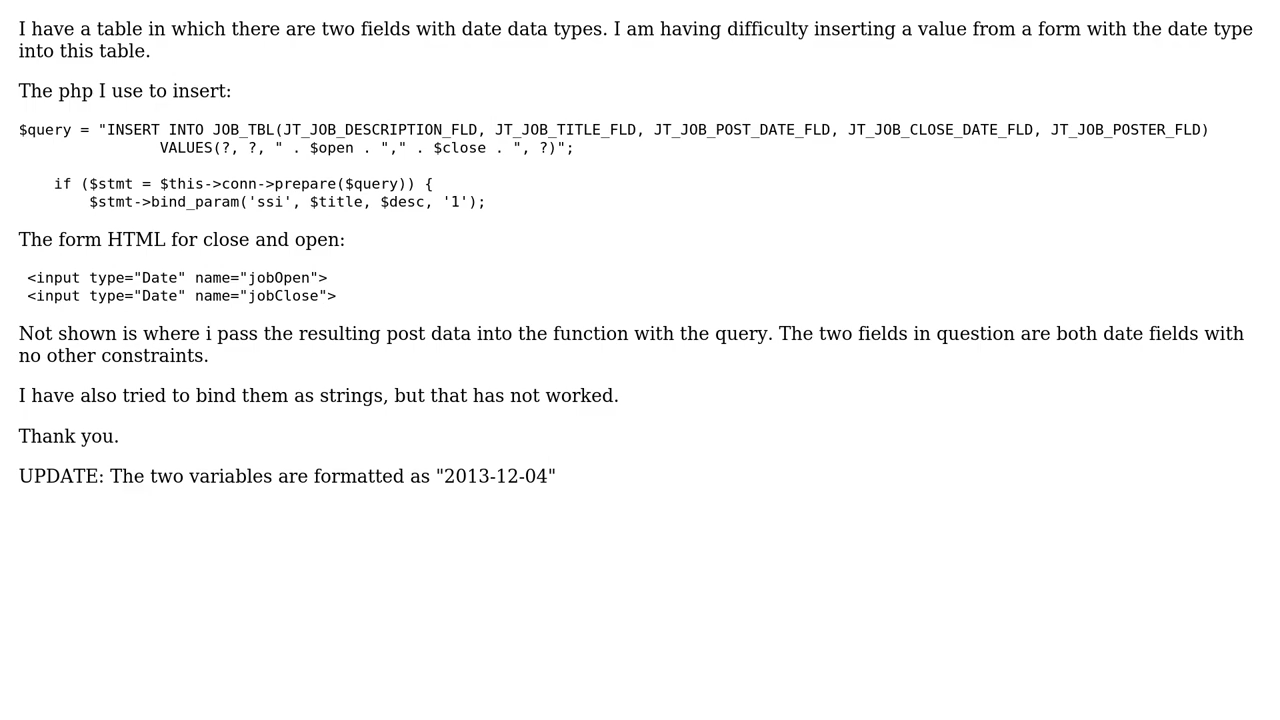 I have a table in which there are two fields with date data types. I am having difficulty inserting a value from a form with the date type
into this table.
The php I use to insert:
$query = "INSERT INTO JOB_TBL(JT_JOB_DESCRIPTION_FLD, JT_JOB_TITLE_FLD, JT_JOB_POST_DATE_FLD, JT_JOB_CLOSE_DATE_FLD, JT_JOB_POSTER_FLD)
                VALUES(?, ?, " . $open . "," . $close . ", ?)";
    if ($stmt = $this->conn->prepare($query)) {
        $stmt->bind_param('ssi', $title, $desc, '1');
The form HTML for close and open:
 <input type="Date" name="jobOpen">
 <input type="Date" name="jobClose">
Not shown is where i pass the resulting post data into the function with the query. The two fields in question are both date fields with
no other constraints.
I have also tried to bind them as strings, but that has not worked.
Thank you.
UPDATE: The two variables are formatted as "2013-12-04"